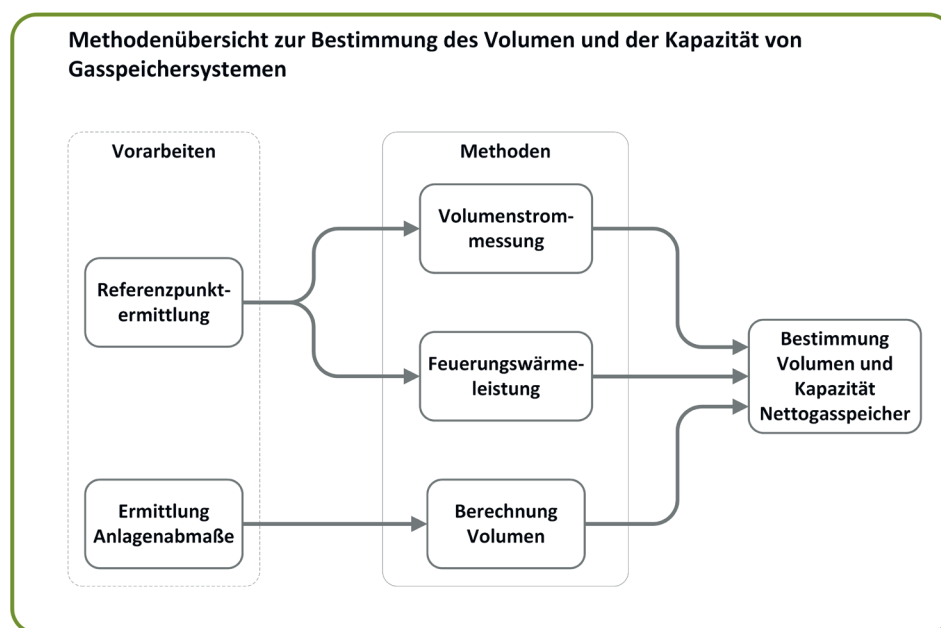 Methodenübersicht zur Bestimmung des Volumen und der Kapazität von
Gasspeichersystemen
Vorarbeiten
Referenzpunkt-
ermittlung
Ermittlung
Anlagenabmaße
Methoden
Volumenstrom-
messung
Feuerungswärme-
leistung
Berechnung
Volumen
Bestimmung
Volumen und
Kapazität
Nettogasspeicher